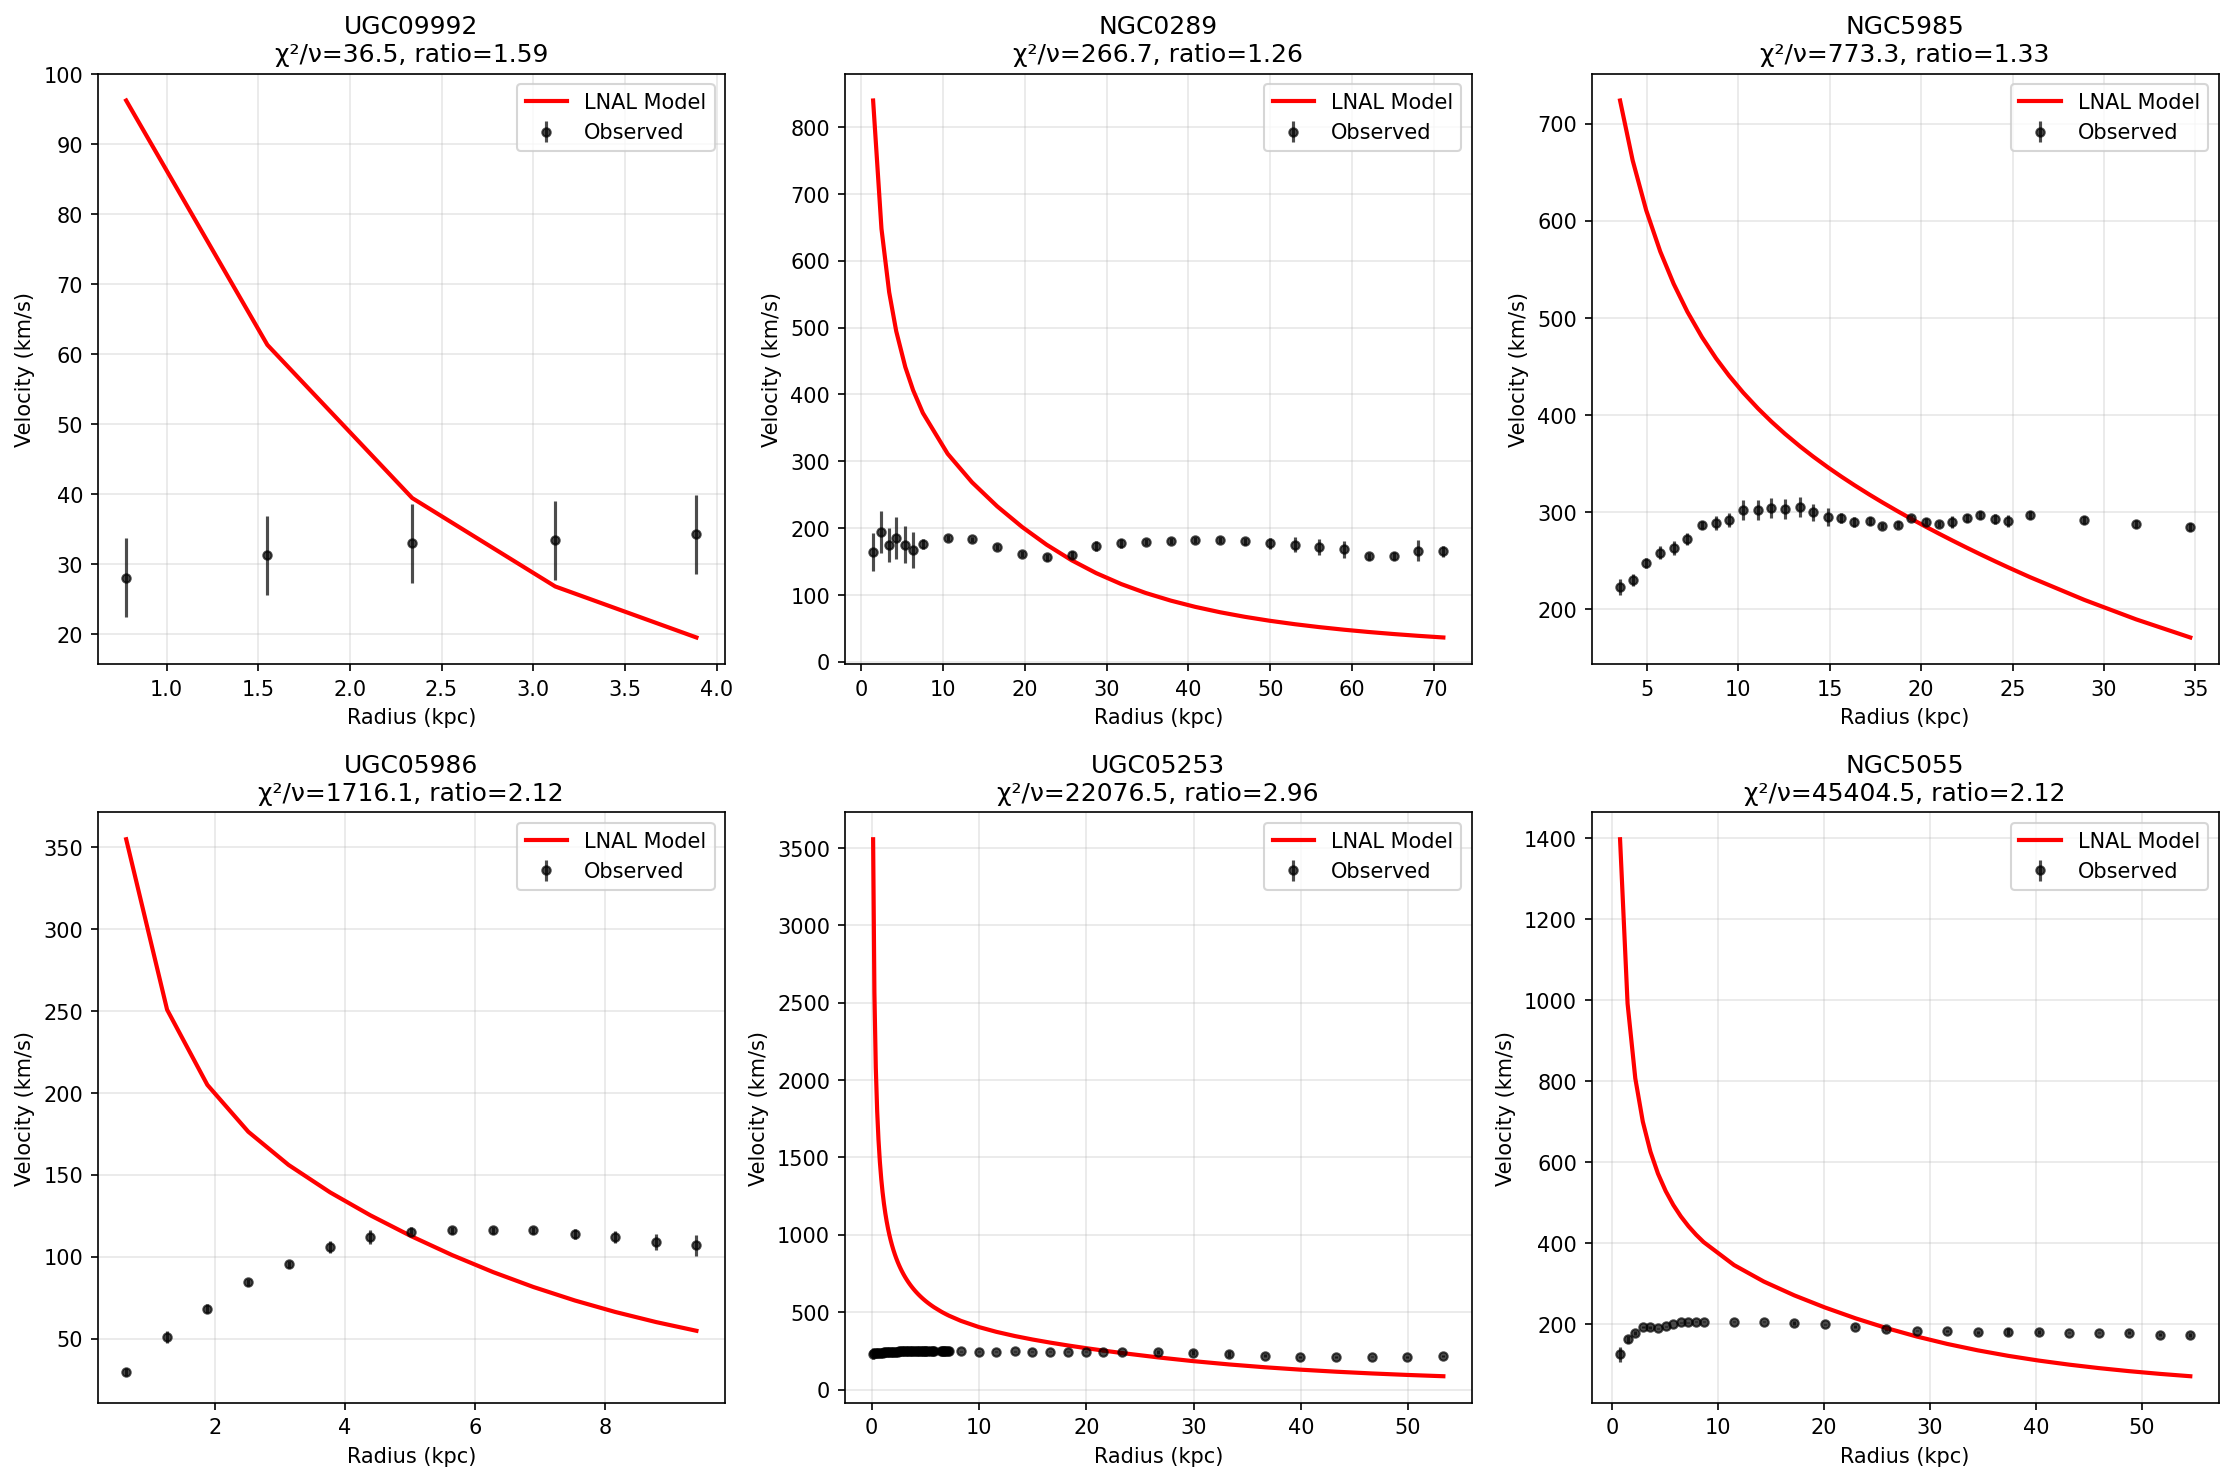 UGC09992
χ²/ν=36.5, ratio=1.59
LNAL Model
Observed
100
90
80
70
60
50
40
30
20
Velocity (km/s)
1.0 1.5 2.0 2.5 3.0 3.5 4.0
Radius (kpc)
NGC0289
χ²/ν=266.7, ratio=1.26
LNAL Model
Observed
800
700
600
500
400
300
200
100
0
Velocity (km/s)
0 10 20 30 40 50 60 70
Radius (kpc)
NGC5985
χ²/ν=773.3, ratio=1.33
LNAL Model
Observed
700
600
500
400
300
200
Velocity (km/s)
5 10 15 20 25 30 35
Radius (kpc)
UGC05986
χ²/ν=1716.1, ratio=2.12
LNAL Model
Observed
350
300
250
200
150
100
50
Velocity (km/s)
2 4 6 8
Radius (kpc)
UGC05253
χ²/ν=22076.5, ratio=2.96
LNAL Model
Observed
3500
3000
2500
2000
1500
1000
500
0
Velocity (km/s)
0 10 20 30 40 50
Radius (kpc)
NGC5055
χ²/ν=45404.5, ratio=2.12
LNAL Model
Observed
1400
1200
1000
800
600
400
200
Velocity (km/s)
0 10 20 30 40 50
Radius (kpc)